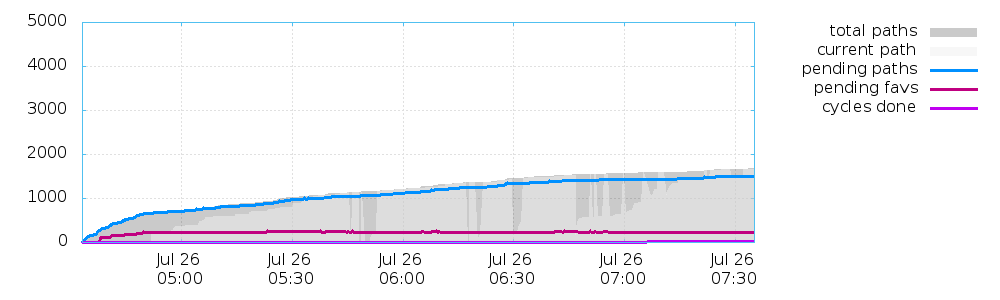 5000
4000
3000
2000
1000
0
Jul 26
05:00
Jul 26
05:30
Jul 26
06:00
Jul 26
06:30
Jul 26
07:00
Jul 26
07:30
total paths
current path
pending paths
pending favs
cycles done